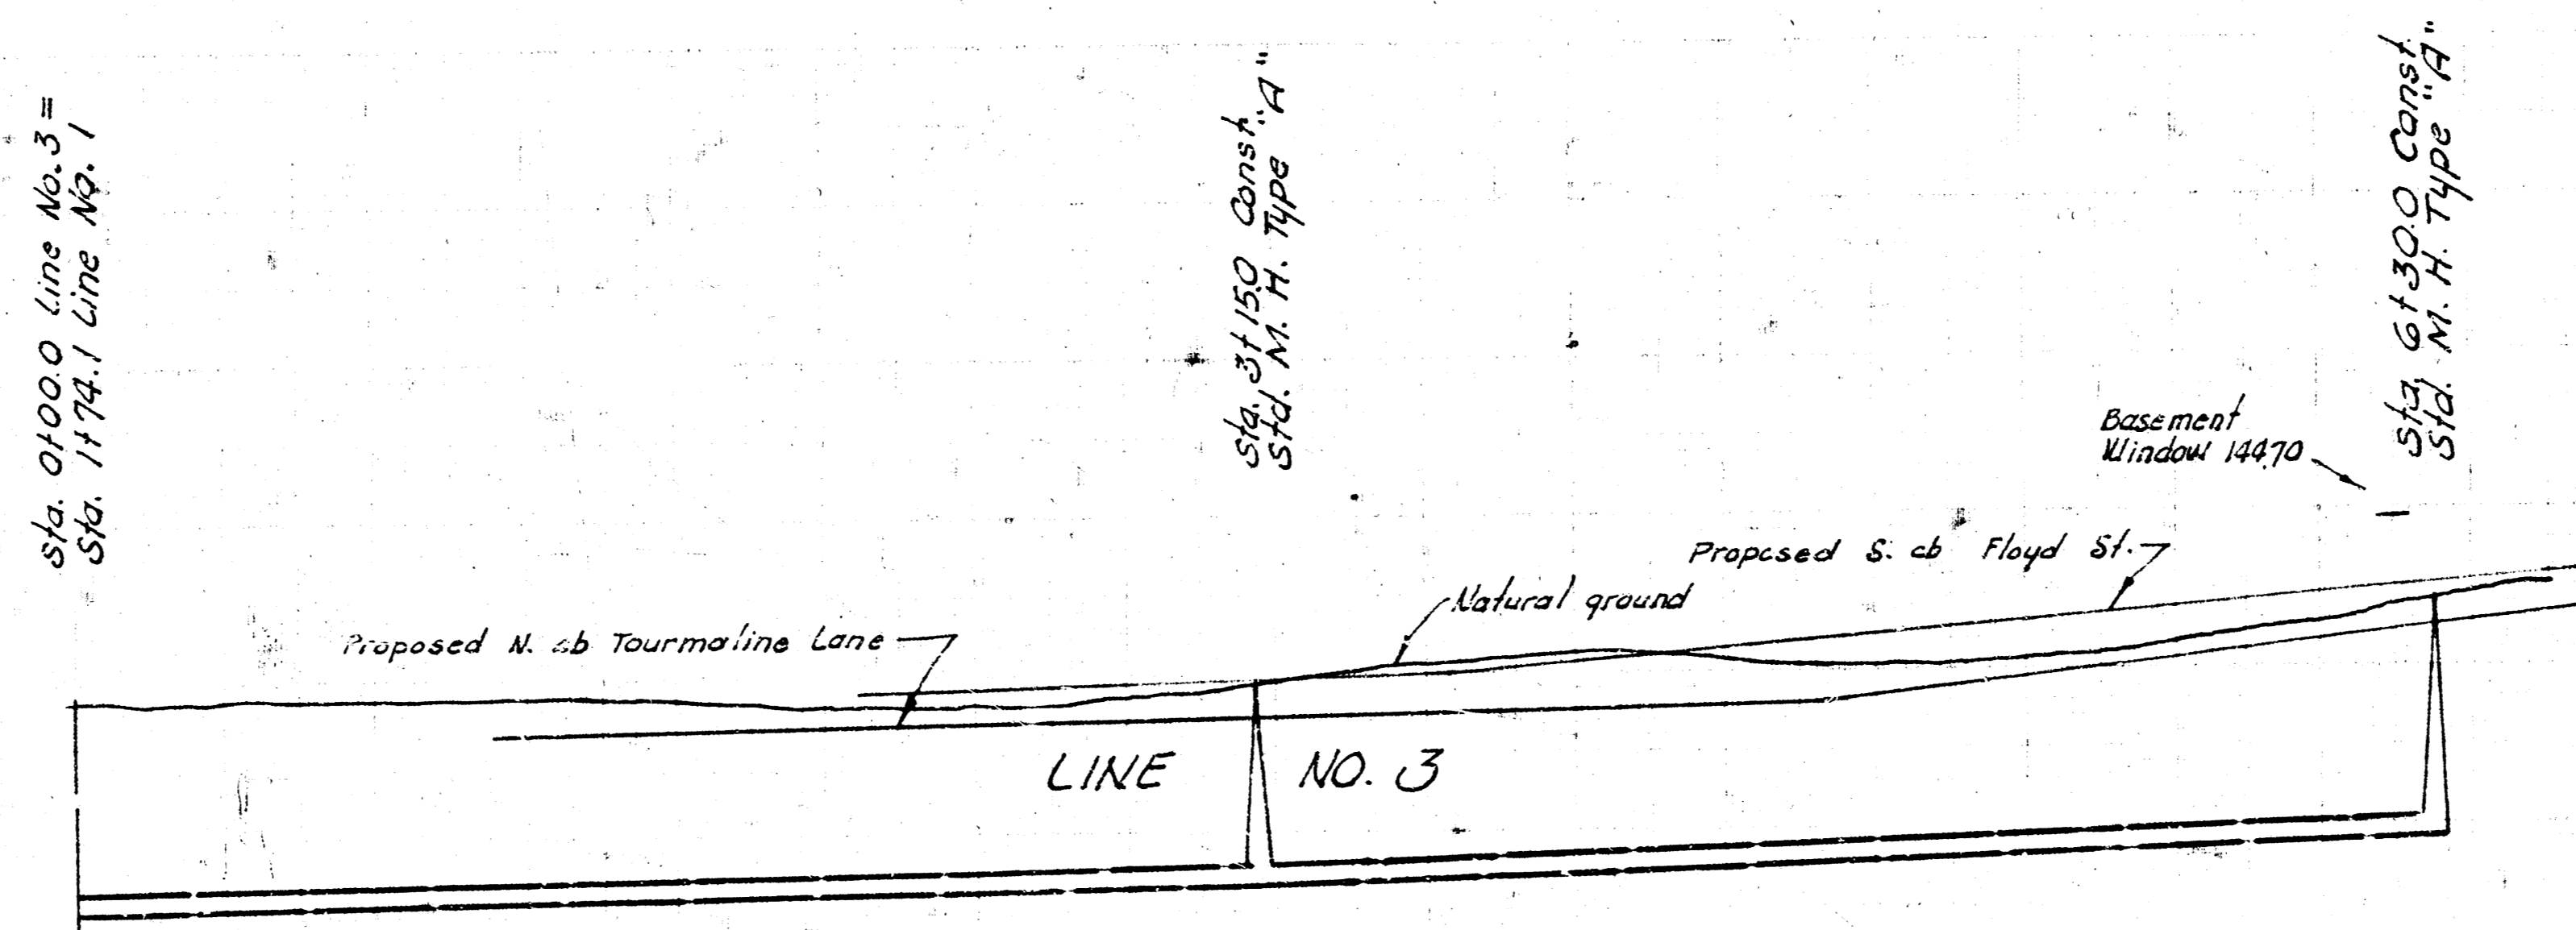 Sta. 0+00.0 Line No. 3 =
Sta. 1+74.1 Line No. 1
Sta. 3+15.0 Const.
Std. M. H. Type "A"
Sta. 6+30.0 Const.
Std. M. H. Type "A"
Basement
Window 144.70
Proposed S. cb Floyd St.
Natural ground
Proposed N. cb Tourmaline Lane
LINE NO. 3